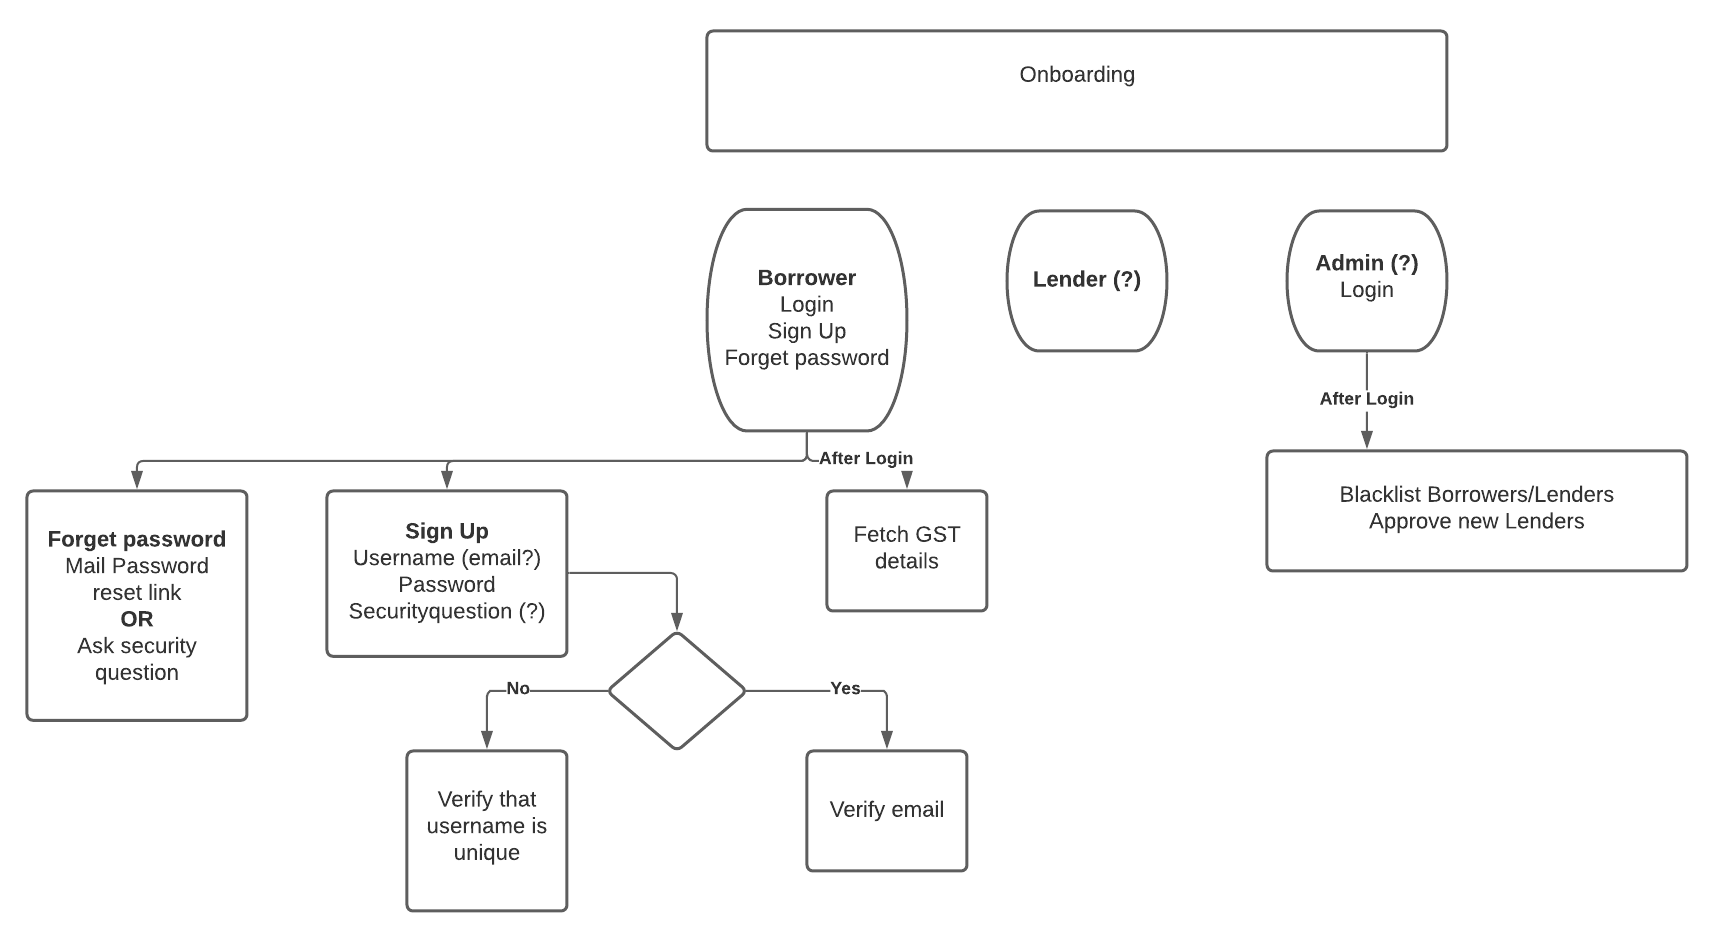 Onboarding
Borrower
Login
Sign Up
Forget password
Lender (?)
Admin (?)
Login
After Login
After Login
Forget password
Mail Password
reset link
OR
Ask security
question
Sign Up
Username (email?)
Password
Securityquestion (?)
Fetch GST
details
Blacklist Borrowers/Lenders
Approve new Lenders
No
Yes
Verify that
username is
unique
Verify email